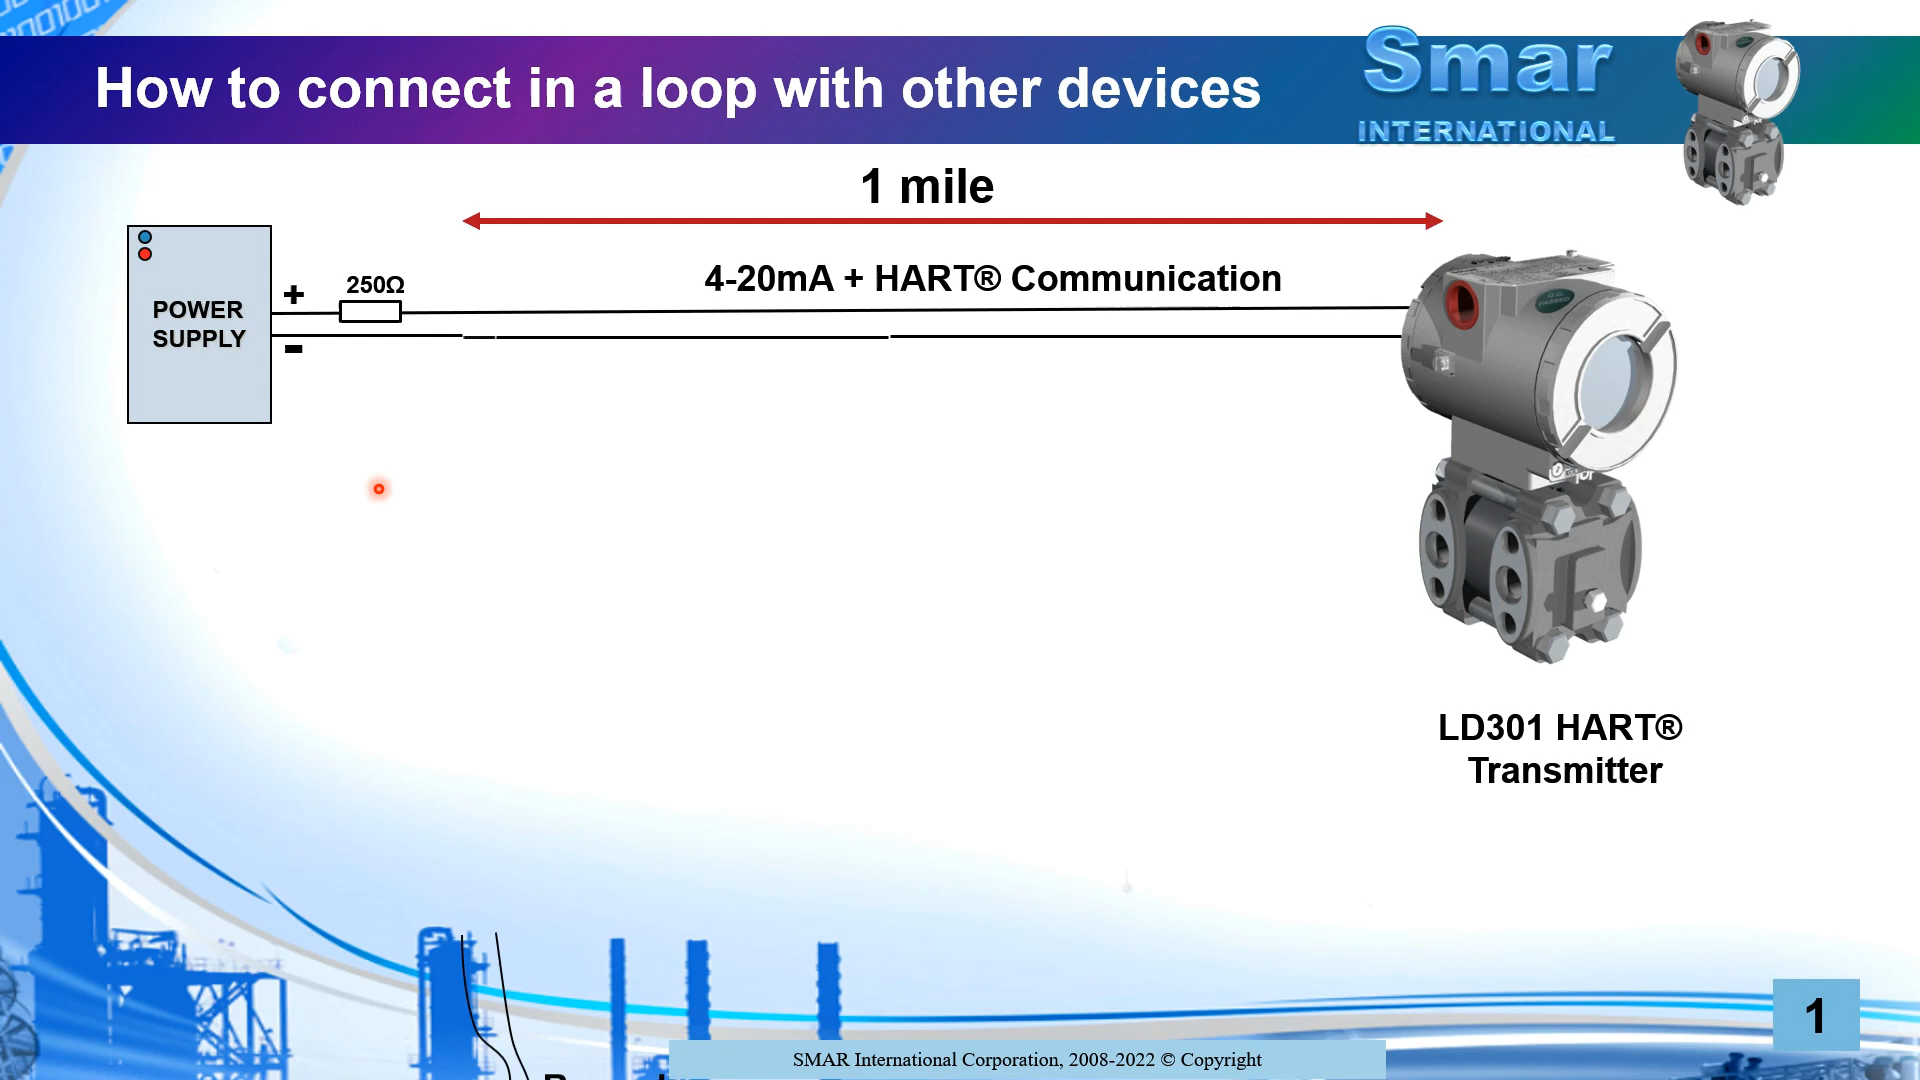 How to connect in a loop with other devices
Smar
INTERNATIONAL
1 mile
4-20mA + HART® Communication
+
250Ω
POWER
SUPPLY
-
LD301 HART®
Transmitter
1
SMAR International Corporation, 2008-2022 © Copyright